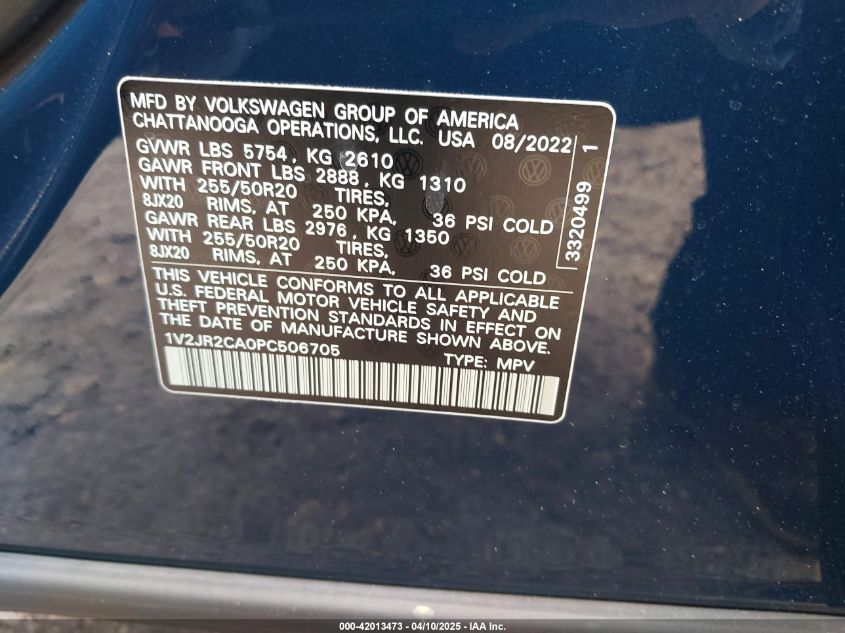 MFD BY VOLKSWAGEN GROUP OF AMERICA
CHATTANOOGA OPERATIONS, LLC. USA 08/2022
GVWR LBS 5754, KG 2610
GAWR FRONT LBS 2888, KG 1310
WITH 255/50R20 TIRES,
8JX20 RIMS, AT 250 KPA, 36 PSI COLD
GAWR REAR LBS 2976, KG 1350
WITH 255/50R20 TIRES,
8JX20 RIMS, AT 250 KPA, 36 PSI COLD
3320499 1
THIS VEHICLE CONFORMS TO ALL APPLICABLE
U.S. FEDERAL MOTOR VEHICLE SAFETY AND
THEFT PREVENTION STANDARDS IN EFFECT ON
THE DATE OF MANUFACTURE SHOWN ABOVE.
1V2JR2CA0PC506705 TYPE: MPV
000-42013473 - 04/10/2025 - IAA Inc.